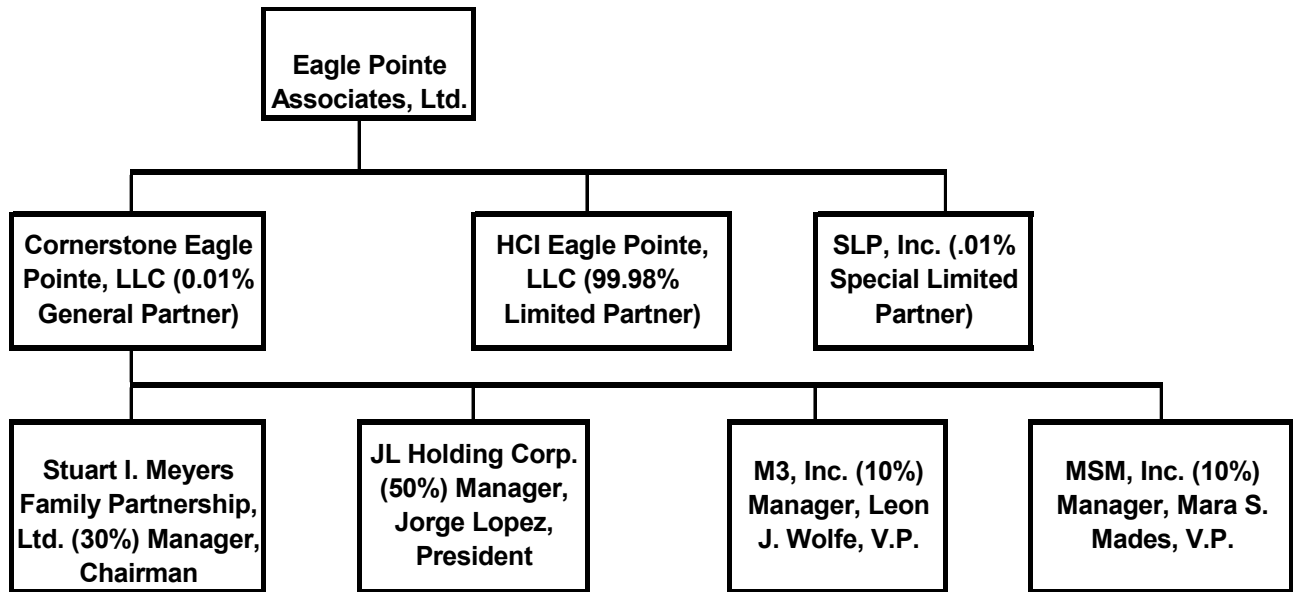 Eagle Pointe
Associates, Ltd.
Cornerstone Eagle
Pointe, LLC (0.01%
General Partner)
HCI Eagle Pointe,
LLC (99.98%
Limited Partner)
SLP, Inc. (.01%
Special Limited
Partner)
Stuart I. Meyers
Family Partnership,
Ltd. (30%) Manager,
Chairman
JL Holding Corp.
(50%) Manager,
Jorge Lopez,
President
M3, Inc. (10%)
Manager, Leon
J. Wolfe, V.P.
MSM, Inc. (10%)
Manager, Mara S.
Mades, V.P.